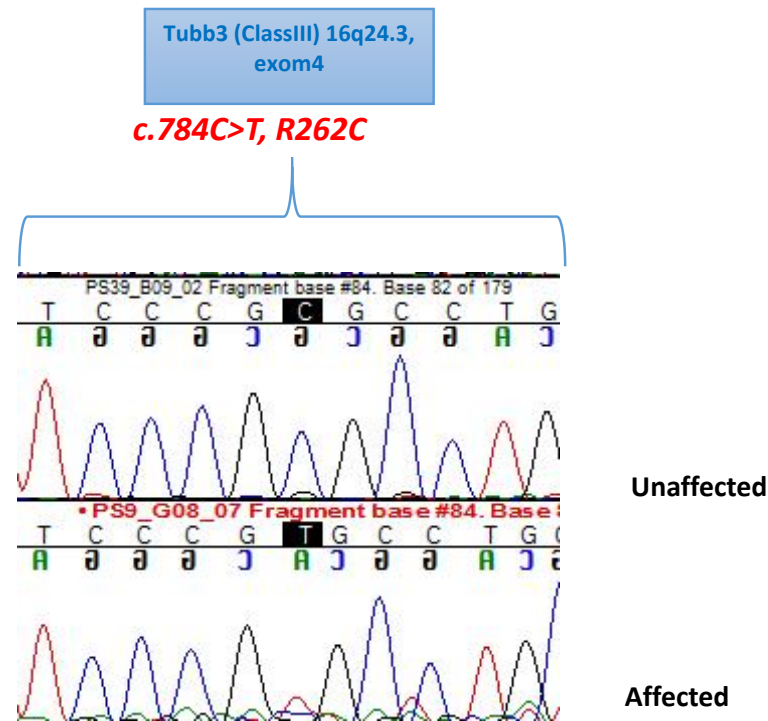 Tubb3 (ClassIII) 16q24.3,
exom4
c.784C>T, R262C
PS39_B09_02 Fragment base #84. Base 82 of 179
T C C C G C G C C T G
A G G G C G C G G A C
Unaffected
•PS9_G08_07 Fragment base #84. Base
T C C C G T G C C T G
A G G G C A C G G A C
Affected